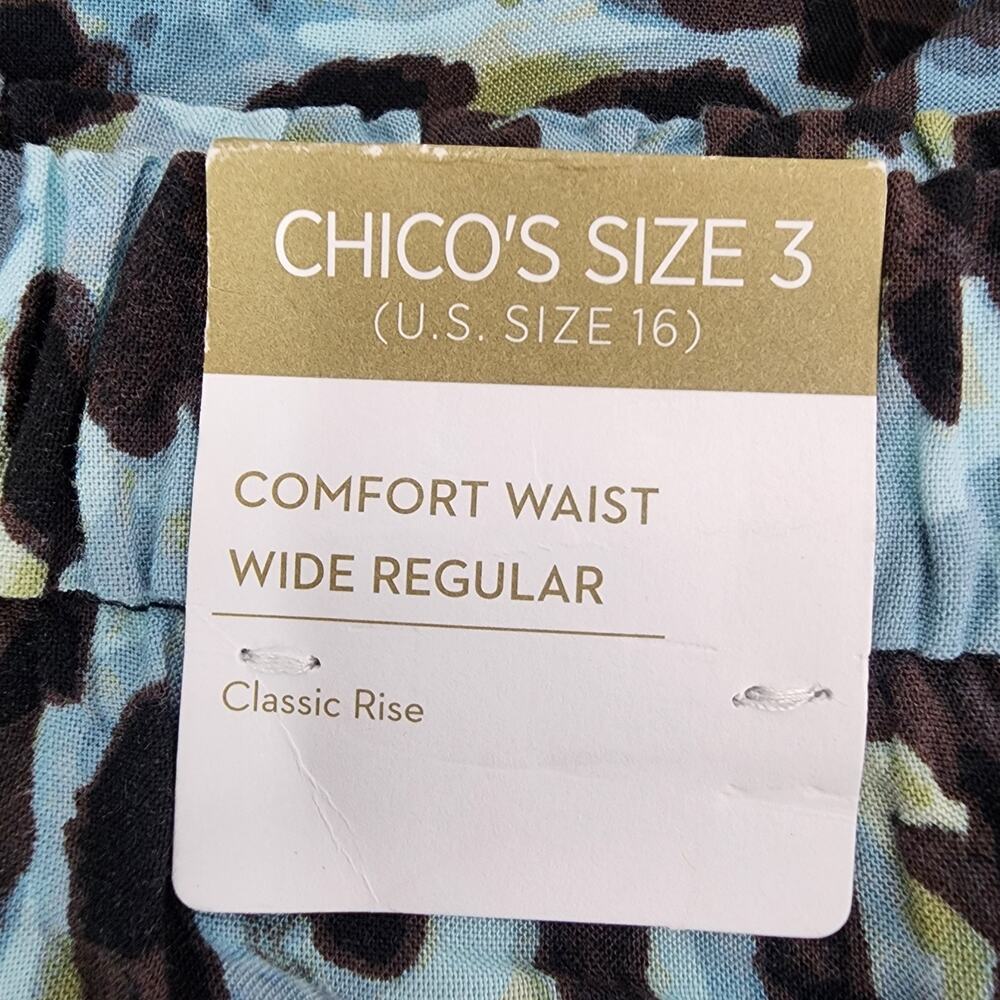 CHICO'S SIZE 3
(U.S. SIZE 16)
COMFORT WAIST
WIDE REGULAR
Classic Rise